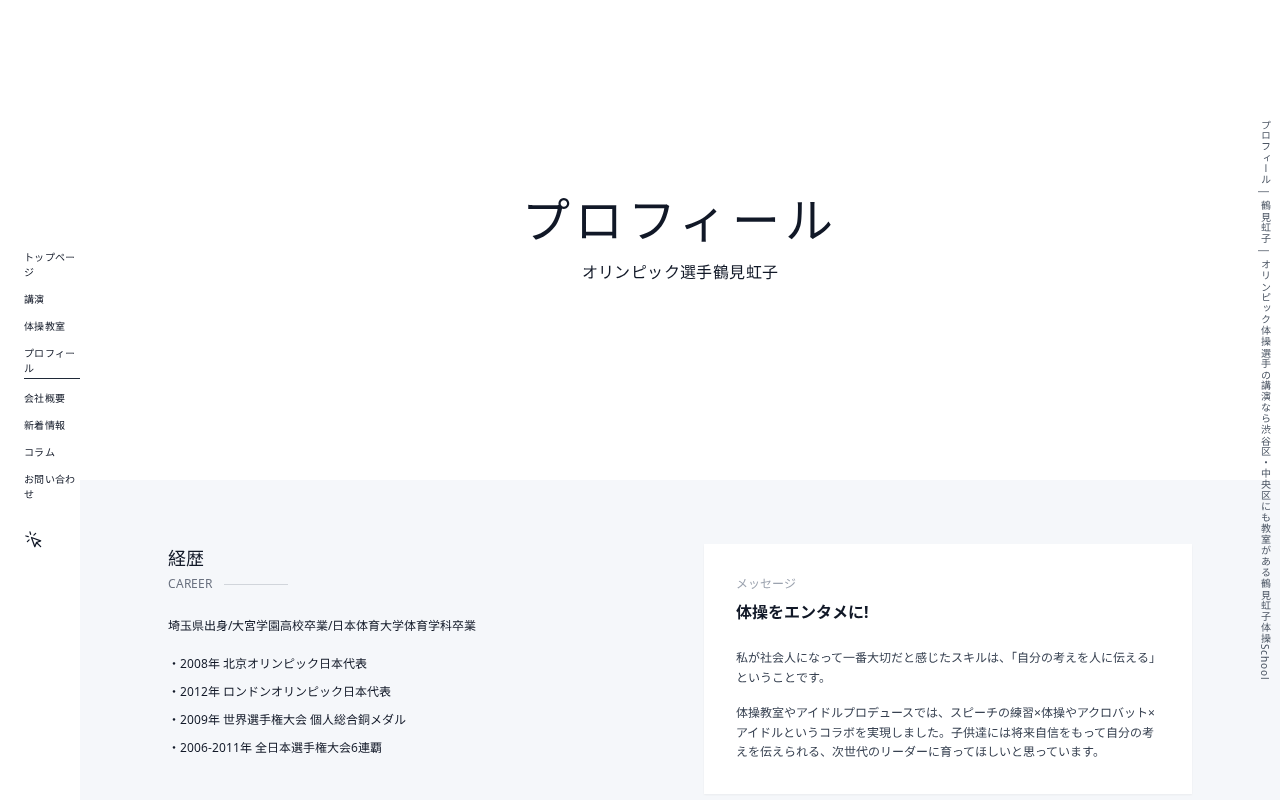 トップペー
ジ
講演
体操教室
プロフィー
ル
会社概要
新着情報
コラム
お問い合わ
せ
プロフィール
オリンピック選手鶴見虹子
経歴
CAREER
埼玉県出身/大宮学園高校卒業/日本体育大学体育学科卒業
・2008年 北京オリンピック日本代表
・2012年 ロンドンオリンピック日本代表
・2009年 世界選手権大会 個人総合銅メダル
・2006-2011年 全日本選手権大会6連覇
メッセージ
体操をエンタメに!
私が社会人になって一番大切だと感じたスキルは、「自分の考えを人に伝える」
ということです。
体操教室やアイドルプロデュースでは、スピーチの練習×体操やアクロバット×
アイドルというコラボを実現しました。子供達には将来自信をもって自分の考
えを伝えられる、次世代のリーダーに育ってほしいと思っています。
プロフィール | 鶴見虹子 | オリンピック体操選手の講演なら渋谷区・中央区にも教室がある鶴見虹子体操School